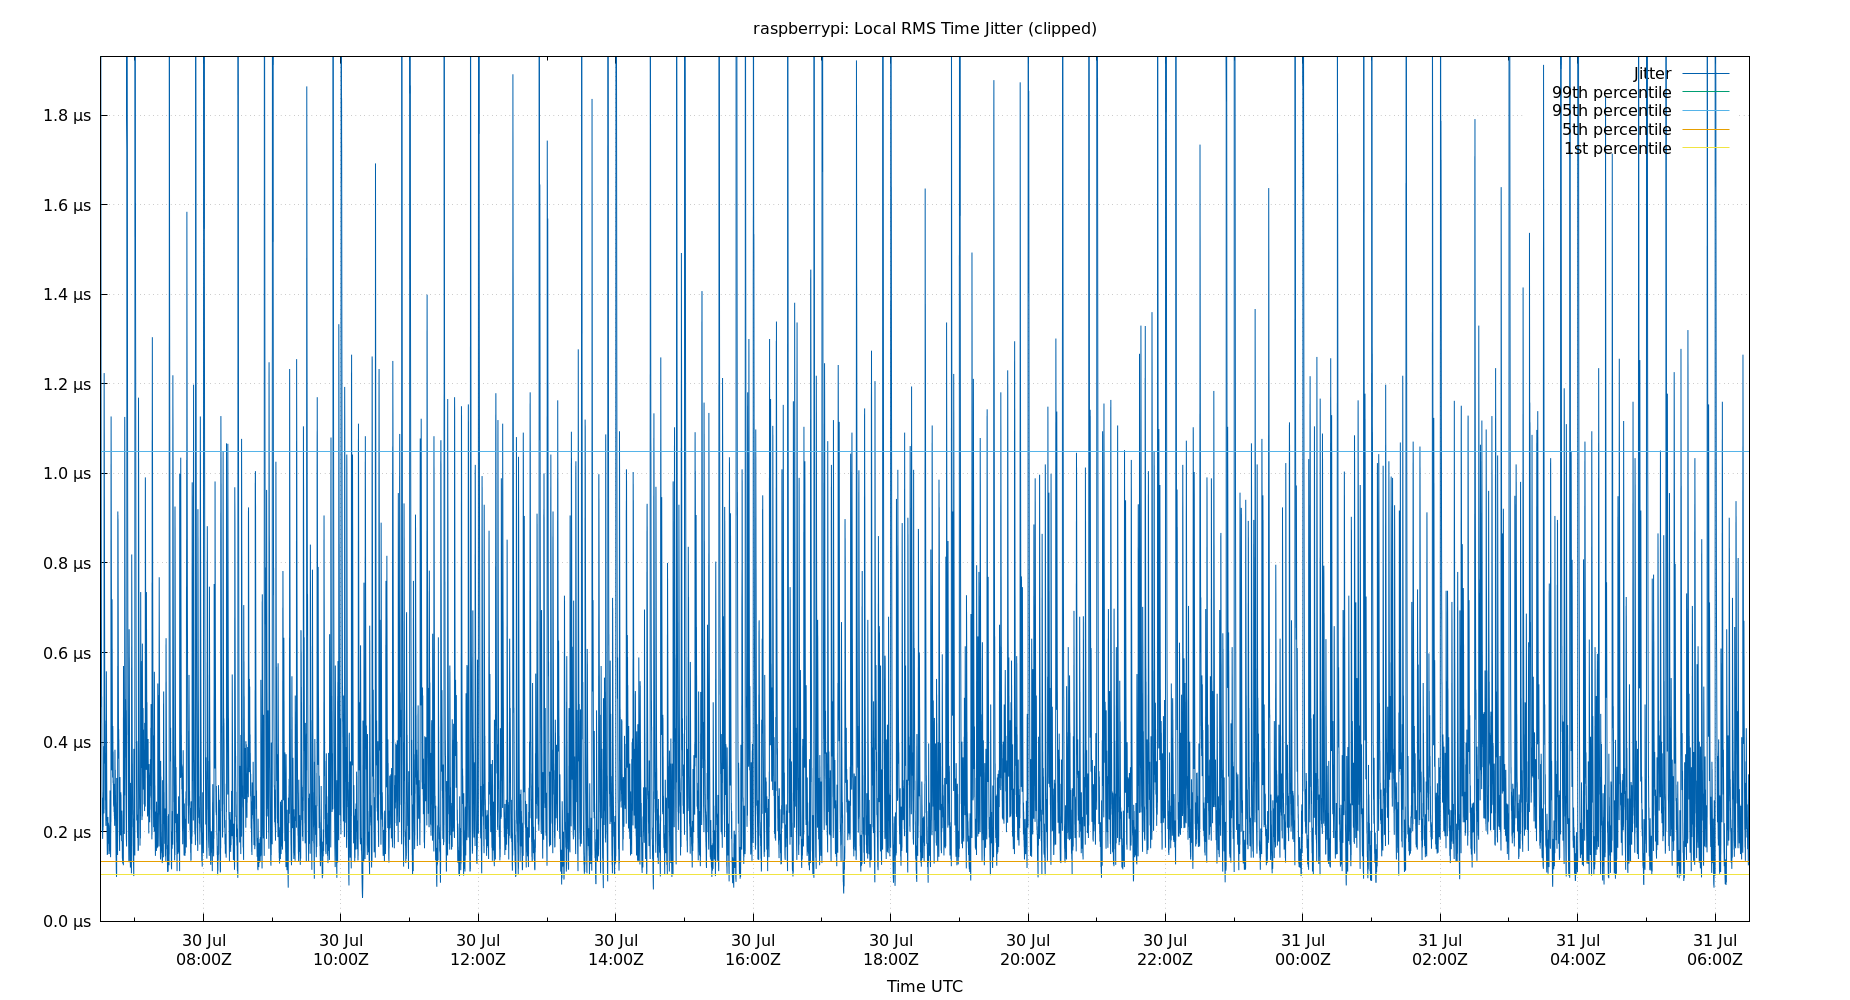 raspberrypi: Local RMS Time Jitter (clipped)
Jitter
99th percentile
95th percentile
5th percentile
1st percentile
1.8 µs
1.6 µs
1.4 µs
1.2 µs
1.0 µs
0.8 µs
0.6 µs
0.4 µs
0.2 µs
0.0 µs
30 Jul 30 Jul 30 Jul 30 Jul 30 Jul 30 Jul 30 Jul 30 Jul 31 Jul 31 Jul 31 Jul 31 Jul
08:00Z 10:00Z 12:00Z 14:00Z 16:00Z 18:00Z 20:00Z 22:00Z 00:00Z 02:00Z 04:00Z 06:00Z
Time UTC